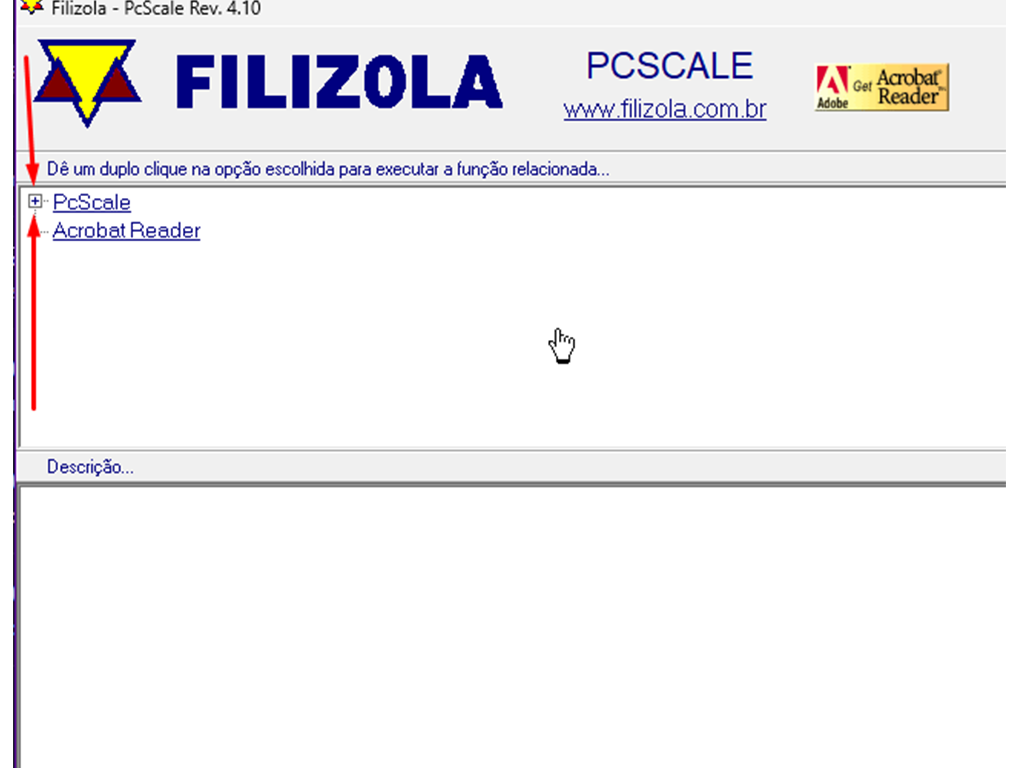 Filizola - PcScale Rev. 4.10
FILIZOLA
PCSCALE
www.filizola.com.br
Adobe
Get Acrobat
Reader
Dê um duplo clique na opção escolhida para executar a função relacionada...
PcScale
Acrobat Reader
Descrição...